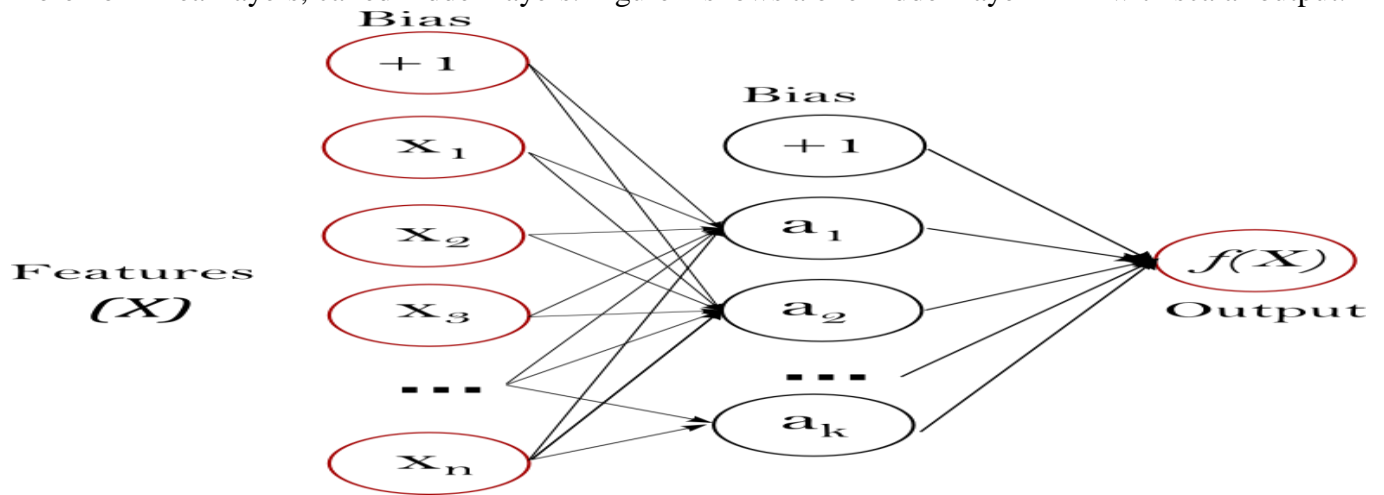 Bias
+1
x1
x2
x3
...
xn
Features
(X)
Bias
+1
a1
a2
...
ak
f(X)
Output